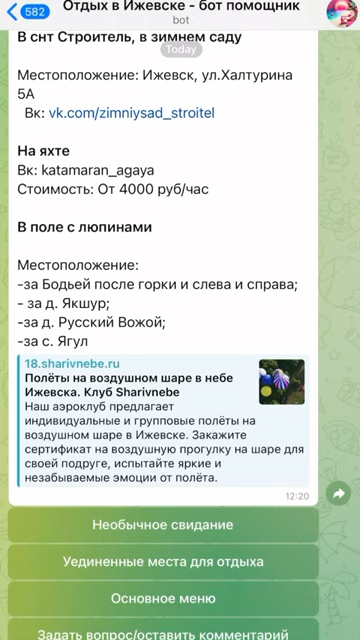 582
Отдых в Ижевске - бот помощник
bot
В снт Строитель, в зимнем саду
Today
Местоположение: Ижевск, ул.Халтурина
5А
Вк: vk.com/zimniysad_stroitel
На яхте
Вк: katamaran_agaya
Стоимость: От 4000 руб/час
В поле с люпинами
Местоположение:
-за Бодьей после горки и слева и справа;
- за д. Якшур;
-за д. Русский Вожой;
-за с. Ягул
18.sharivnebe.ru
Полёты на воздушном шаре в небе
Ижевска. Клуб Sharivnebe
Наш аэроклуб предлагает
индивидуальные и групповые полёты на
воздушном шаре в Ижевске. Закажите
сертификат на воздушную прогулку на шаре для
своей подруге, испытайте яркие и
незабываемые эмоции от полёта.
12:20
Необычное свидание
Уединенные места для отдыха
Основное меню
Задать вопрос/оставить комментарий